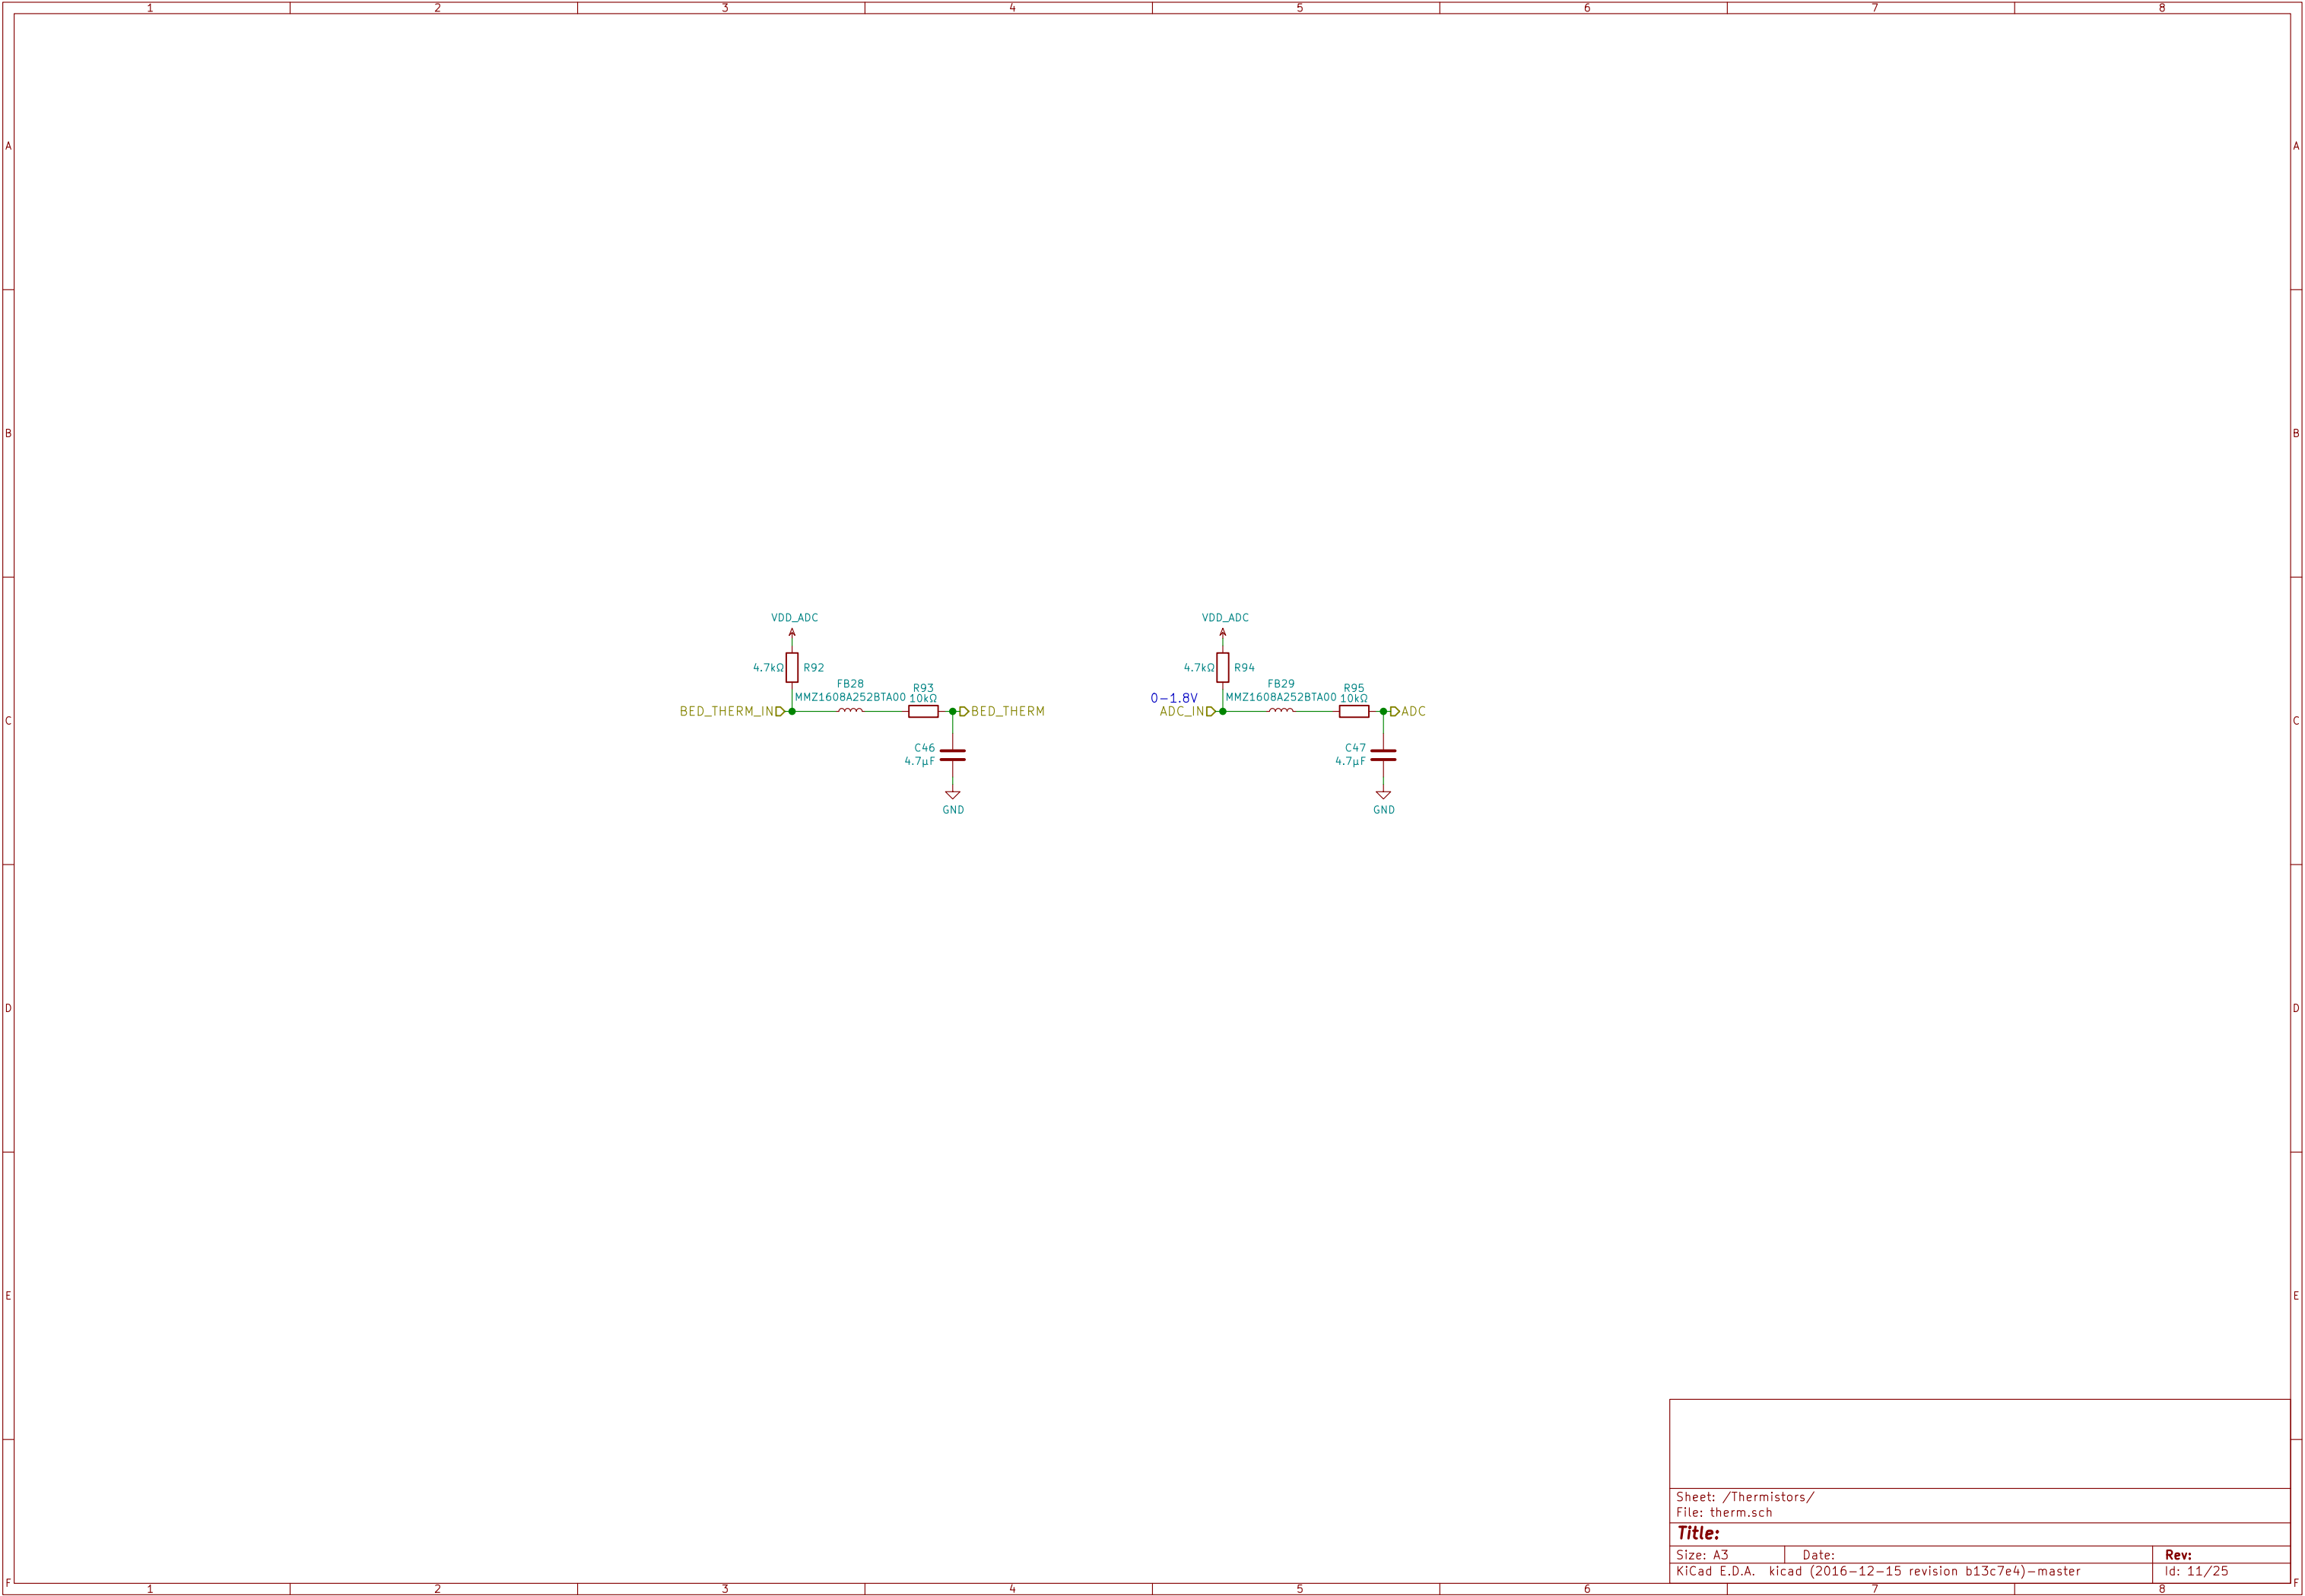 1 2 3 4 5 6 7 8
A A
B B
VDD_ADC
4.7kΩ R92
FB28
MMZ1608A252BTA00
R93
10kΩ
BED_THERM_IN
BED_THERM
C46
4.7µF
GND
VDD_ADC
4.7kΩ R94
FB29
MMZ1608A252BTA00
R95
10kΩ
0-1.8V
ADC_IN
ADC
C47
4.7µF
GND
C C
D D
E E
Sheet: /Thermistors/
File: therm.sch
Title:
Size: A3 Date: Rev:
KiCad E.D.A. kicad (2016-12-15 revision b13c7e4)-master Id: 11/25
F F
1 2 3 4 5 6 7 8